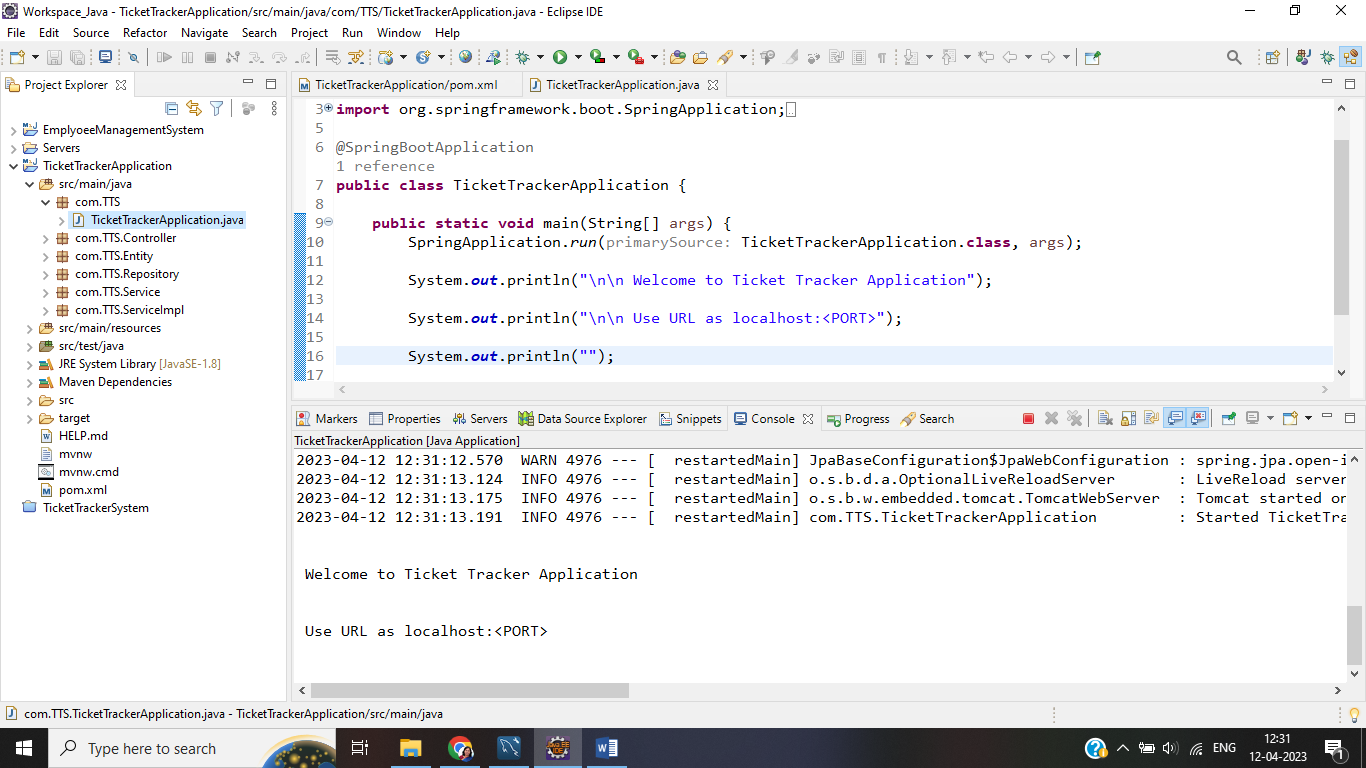 Workspace_Java - TicketTrackerApplication/src/main/java/com/TTS/TicketTrackerApplication.java - Eclipse IDE
File Edit Source Refactor Navigate Search Project Run Window Help
Project Explorer
EmplyoeeManagementSystem
Servers
TicketTrackerApplication
src/main/java
com.TTS
TicketTrackerApplication.java
com.TTS.Controller
com.TTS.Entity
com.TTS.Repository
com.TTS.Service
com.TTS.ServiceImpl
src/main/resources
src/test/java
JRE System Library [JavaSE-1.8]
Maven Dependencies
src
target
HELP.md
mvnw
mvnw.cmd
pom.xml
TicketTrackerSystem
TicketTrackerApplication/pom.xml TicketTrackerApplication.java
3 import org.springframework.boot.SpringApplication;
5
6 @SpringBootApplication
1 reference
7 public class TicketTrackerApplication {
8
9 public static void main(String[] args) {
10 SpringApplication.run(primarySource: TicketTrackerApplication.class, args);
11
12 System.out.println("\n\n Welcome to Ticket Tracker Application");
13
14 System.out.println("\n\n Use URL as localhost:<PORT>");
15
16 System.out.println("");
17
Markers Properties Servers Data Source Explorer Snippets Console Progress Search
TicketTrackerApplication [Java Application]
2023-04-12 12:31:12.570 WARN 4976 --- [ restartedMain] JpaBaseConfiguration$JpaWebConfiguration : spring.jpa.open-i
2023-04-12 12:31:13.124 INFO 4976 --- [ restartedMain] o.s.b.d.a.OptionalLiveReloadServer : LiveReload server
2023-04-12 12:31:13.175 INFO 4976 --- [ restartedMain] o.s.b.w.embedded.tomcat.TomcatWebServer : Tomcat started on
2023-04-12 12:31:13.191 INFO 4976 --- [ restartedMain] com.TTS.TicketTrackerApplication : Started TicketTra
Welcome to Ticket Tracker Application
Use URL as localhost:<PORT>
com.TTS.TicketTrackerApplication.java - TicketTrackerApplication/src/main/java
Type here to search
ENG
12:31
12-04-2023
1